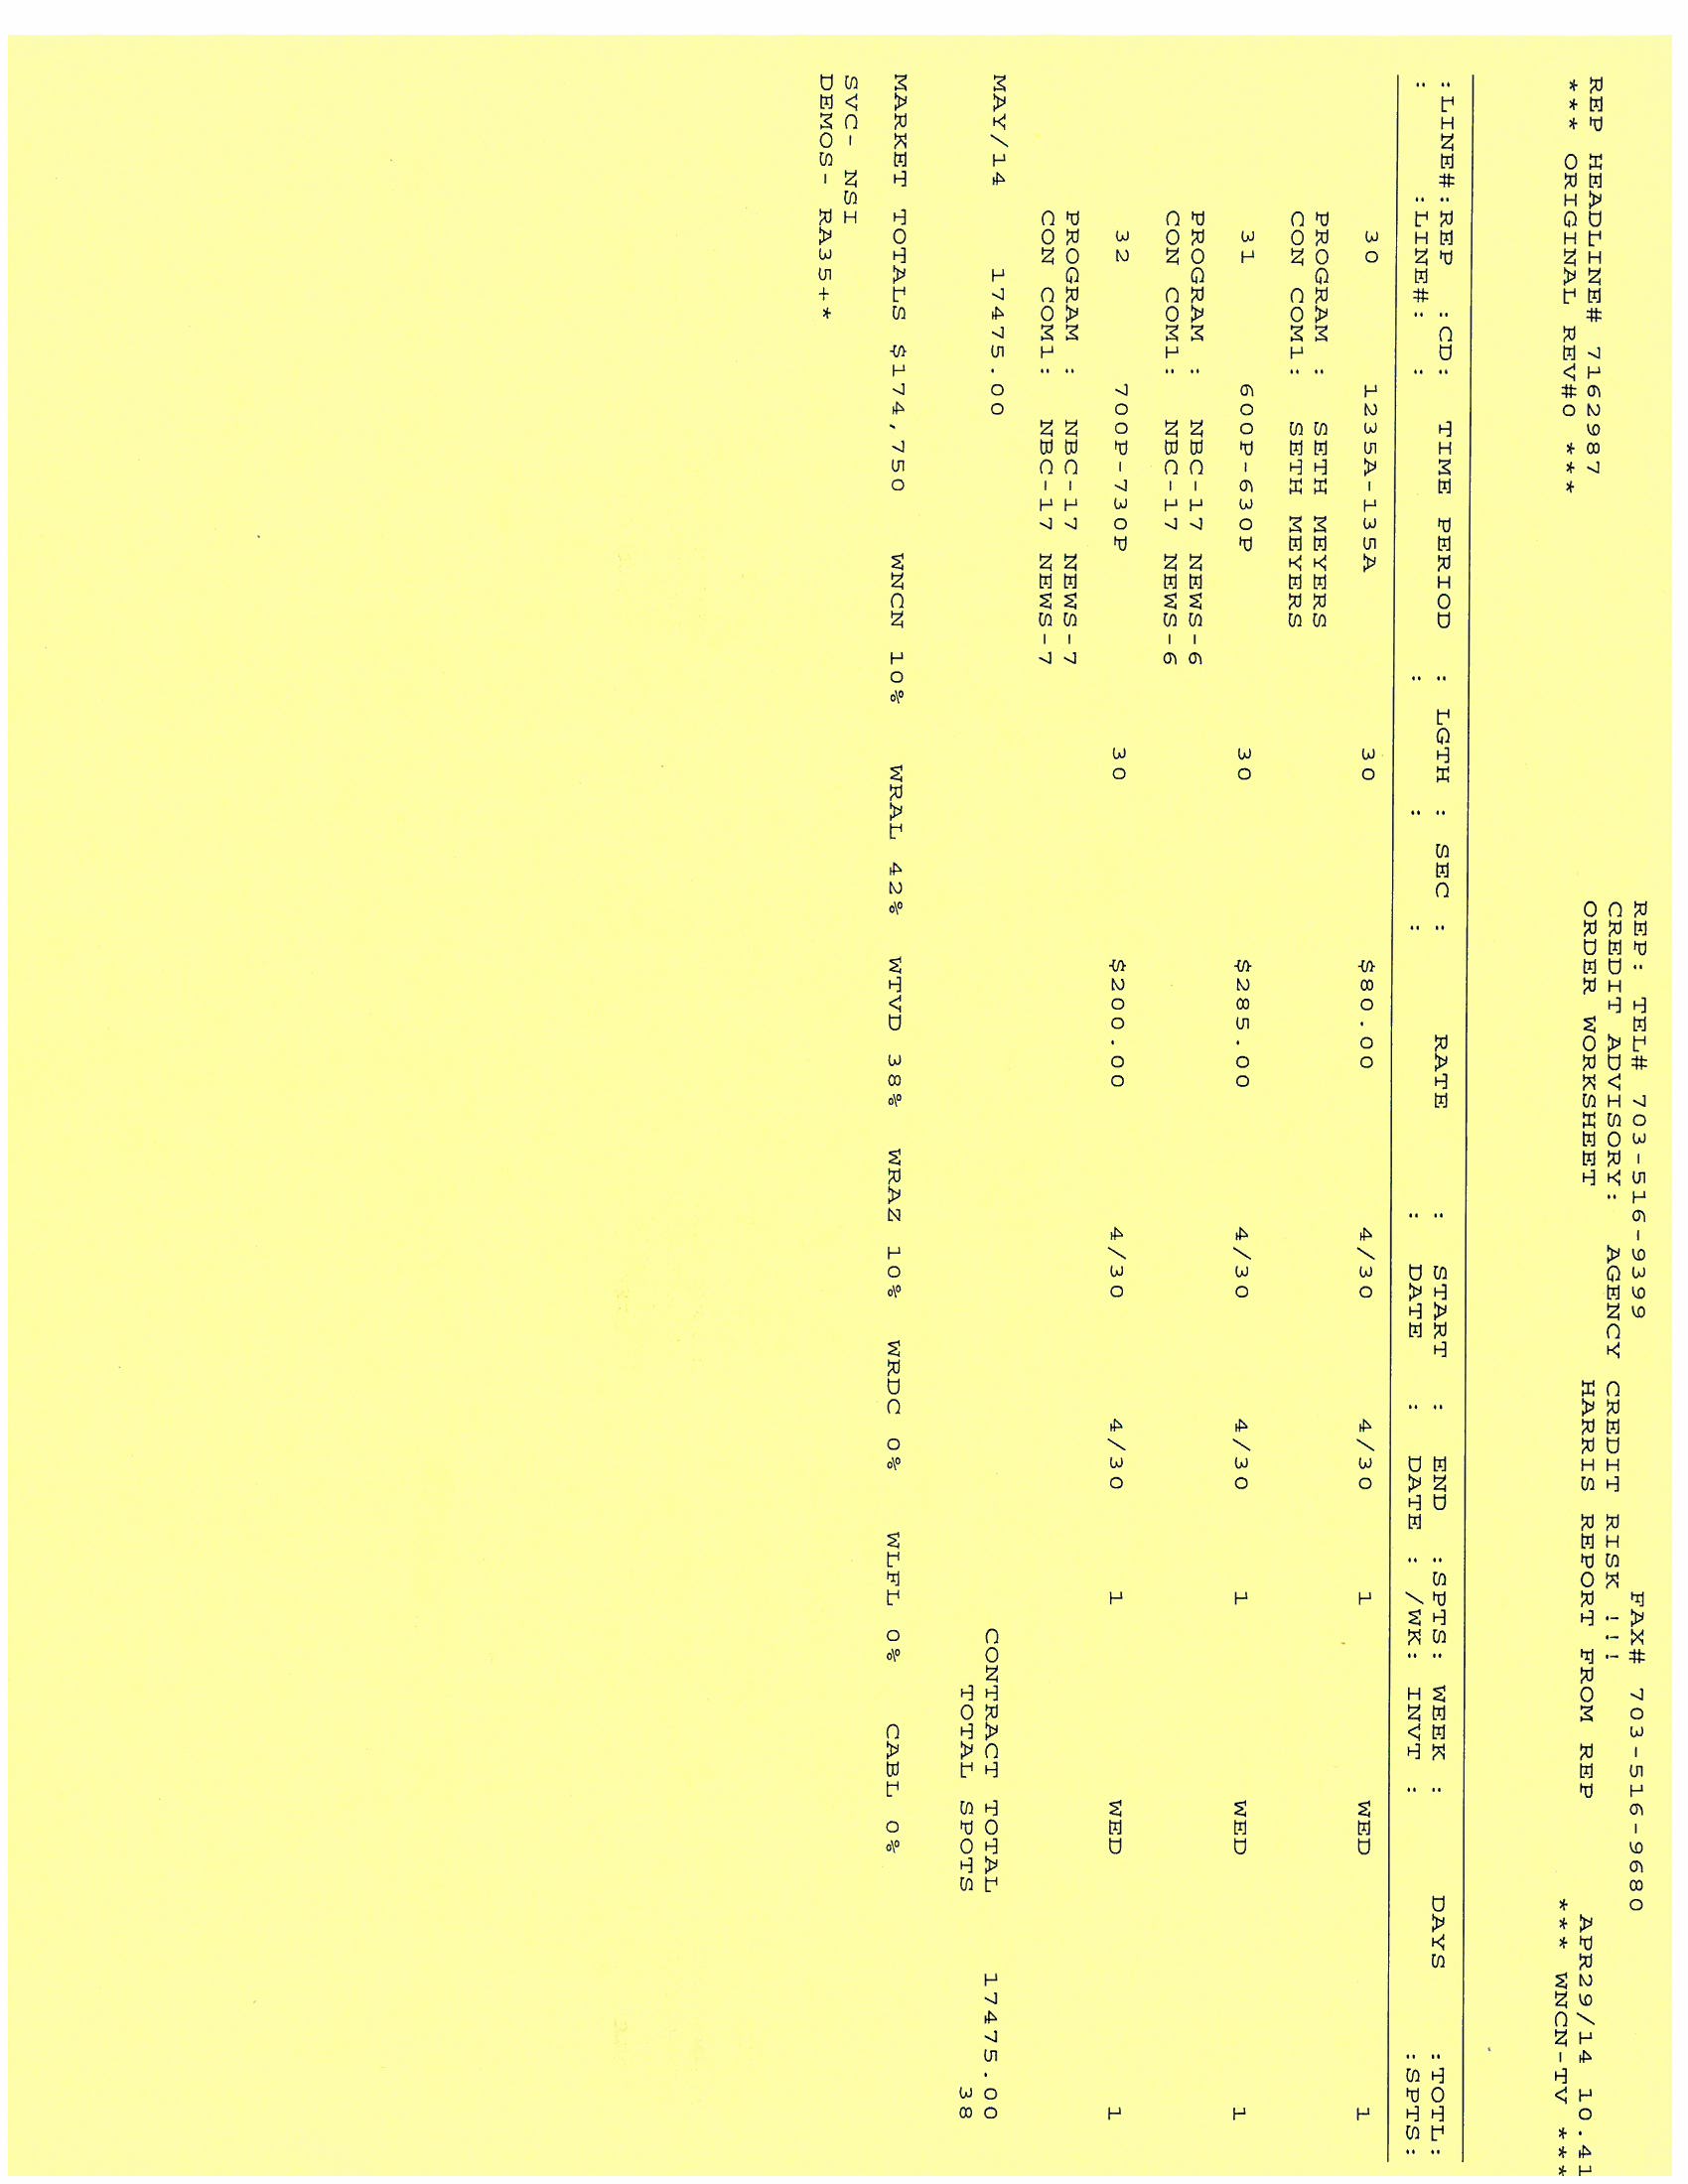 REP: TEL# 703-516-9399 FAX# 703-516-9680
CREDIT ADVISORY: AGENCY CREDIT RISK !!!
REP HEADLINE# 7162987 ORDER WORKSHEET HARRIS REPORT FROM REP APR29/14 10.41
*** ORIGINAL REV#0 *** *** WNCN-TV ***
:LINE#:REP :CD: TIME PERIOD : LGTH : SEC : RATE : START : END :SPTS: WEEK : DAYS :TOTL:
: :LINE#: : : : : : DATE : DATE : /WK: INVT : :SPTS:
30 1235A-135A 30 $80.00 4/30 4/30 1 WED 1
PROGRAM : SETH MEYERS
CON COM1: SETH MEYERS
31 600P-630P 30 $285.00 4/30 4/30 1 WED 1
PROGRAM : NBC-17 NEWS-6
CON COM1: NBC-17 NEWS-6
32 700P-730P 30 $200.00 4/30 4/30 1 WED 1
PROGRAM : NBC-17 NEWS-7
CON COM1: NBC-17 NEWS-7
MAY/14 17475.00 CONTRACT TOTAL 17475.00
TOTAL SPOTS 38
MARKET TOTALS $174,750 WNCN 10% WRAL 42% WTVD 38% WRAZ 10% WRDC 0% WLFL 0% CABL 0%
SVC- NSI
DEMOS- RA35+*